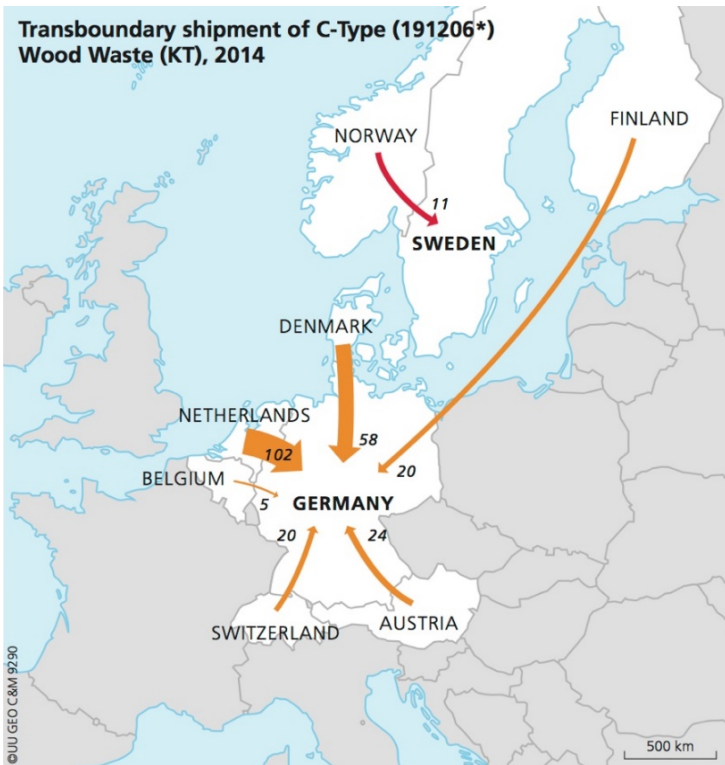 Transboundary shipment of C-Type (191206*)
Wood Waste (KT), 2014
FINLAND
NORWAY
11
SWEDEN
DENMARK
NETHERLANDS
58
102
20
BELGIUM
5
GERMANY
20
24
SWITZERLAND
AUSTRIA
©UU GEO C&M 9290
500 km